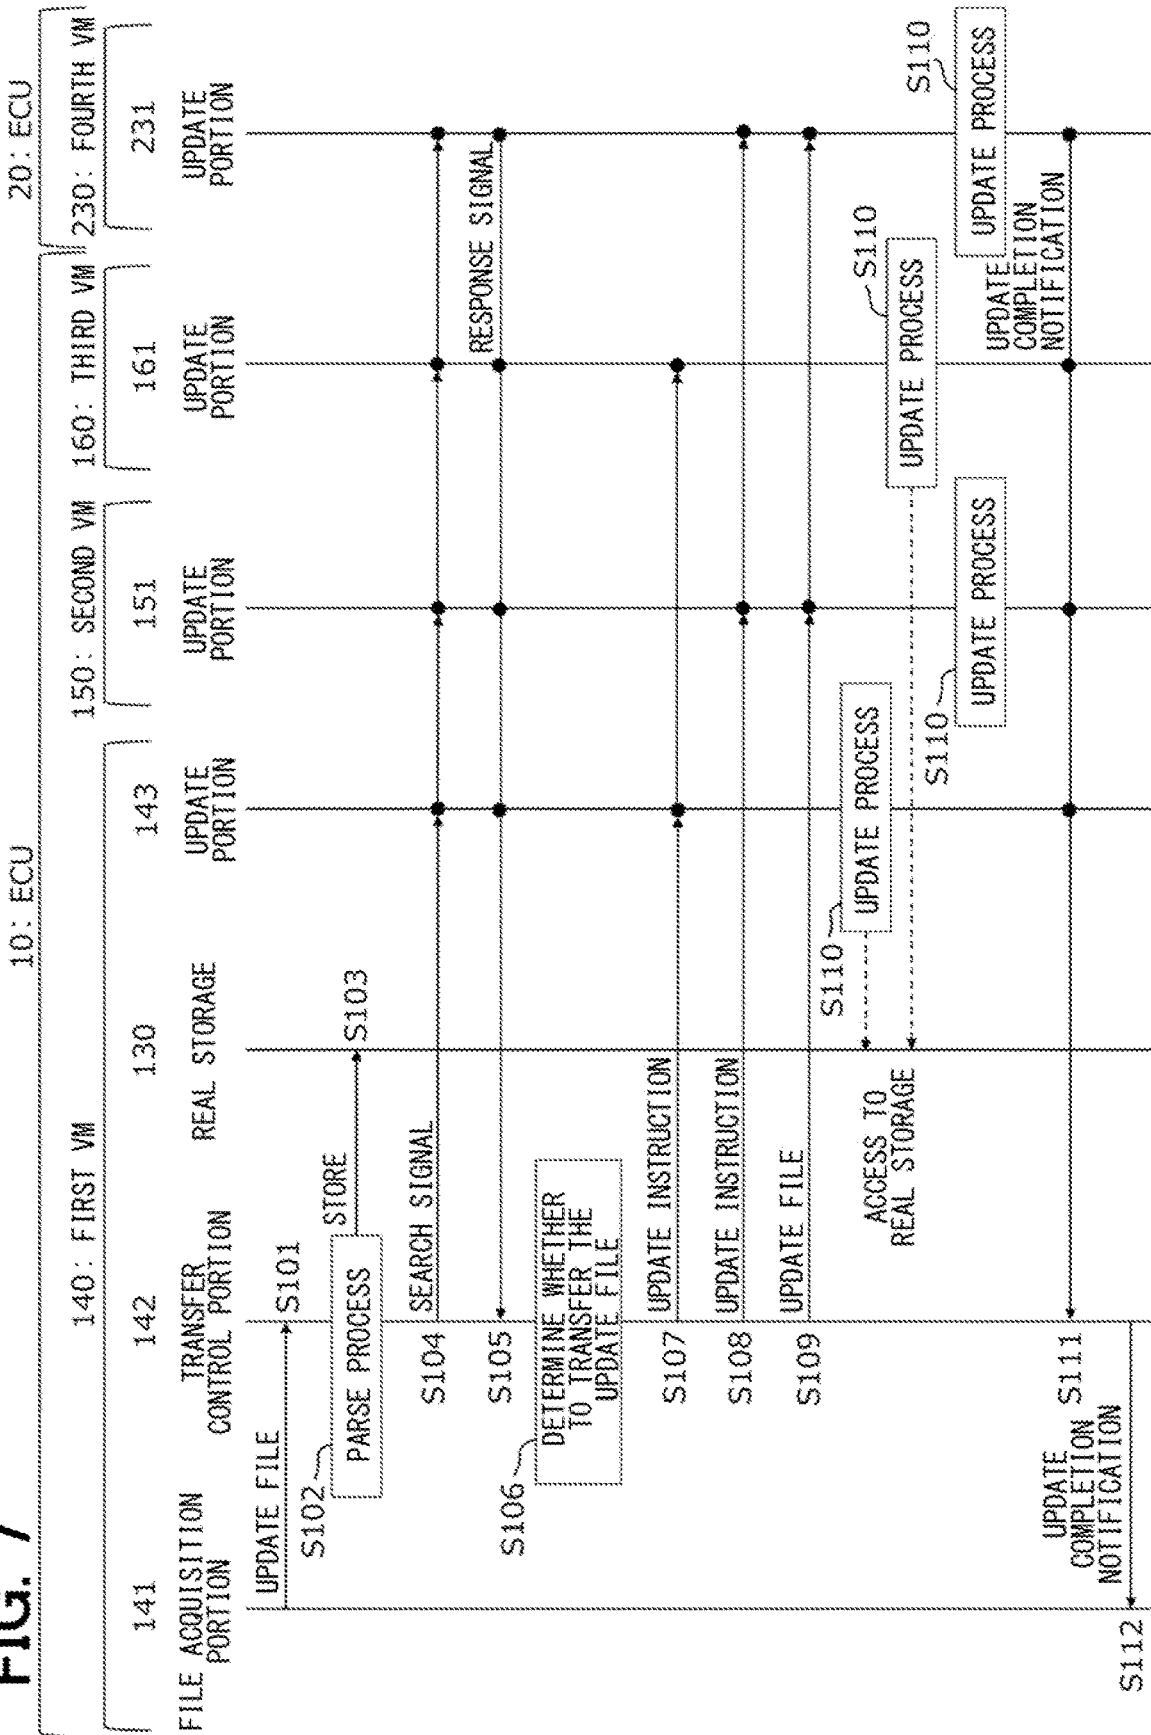 FIG. 7
10: ECU
20: ECU
140: FIRST VM
150: SECOND VM
160: THIRD VM
230: FOURTH VM
141
142
130
143
151
161
231
FILE ACQUISITION
PORTION
TRANSFER
CONTROL PORTION
REAL STORAGE
UPDATE
PORTION
UPDATE
PORTION
UPDATE
PORTION
UPDATE
PORTION
UPDATE FILE
S101
S102
PARSE PROCESS
STORE
S103
S104
SEARCH SIGNAL
S105
RESPONSE SIGNAL
S106
DETERMINE WHETHER
TO TRANSFER THE
UPDATE FILE
S107
UPDATE INSTRUCTION
S108
UPDATE INSTRUCTION
S109
UPDATE FILE
S110
UPDATE PROCESS
ACCESS TO
REAL STORAGE
S110
UPDATE PROCESS
S110
UPDATE PROCESS
S110
UPDATE PROCESS
S111
UPDATE
COMPLETION
NOTIFICATION
S112
UPDATE
COMPLETION
NOTIFICATION